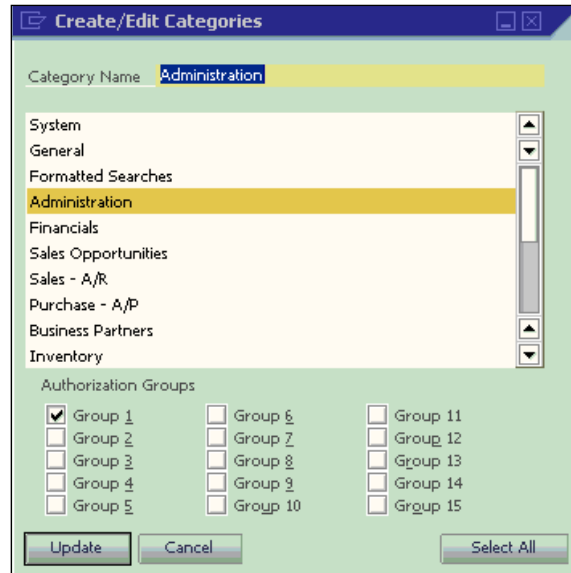 Create/Edit Categories
Category Name Administration
System
General
Formatted Searches
Administration
Financials
Sales Opportunities
Sales - A/R
Purchase - A/P
Business Partners
Inventory
Authorization Groups
Group 1 Group 6 Group 11
Group 2 Group 7 Group 12
Group 3 Group 8 Group 13
Group 4 Group 9 Group 14
Group 5 Group 10 Group 15
Update Cancel Select All